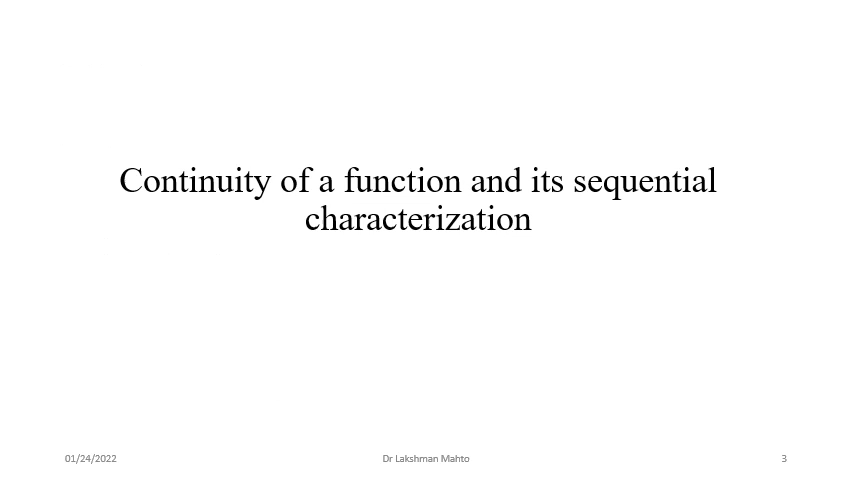 Continuity of a function and its sequential
characterization
01/24/2022
Dr Lakshman Mahto
3